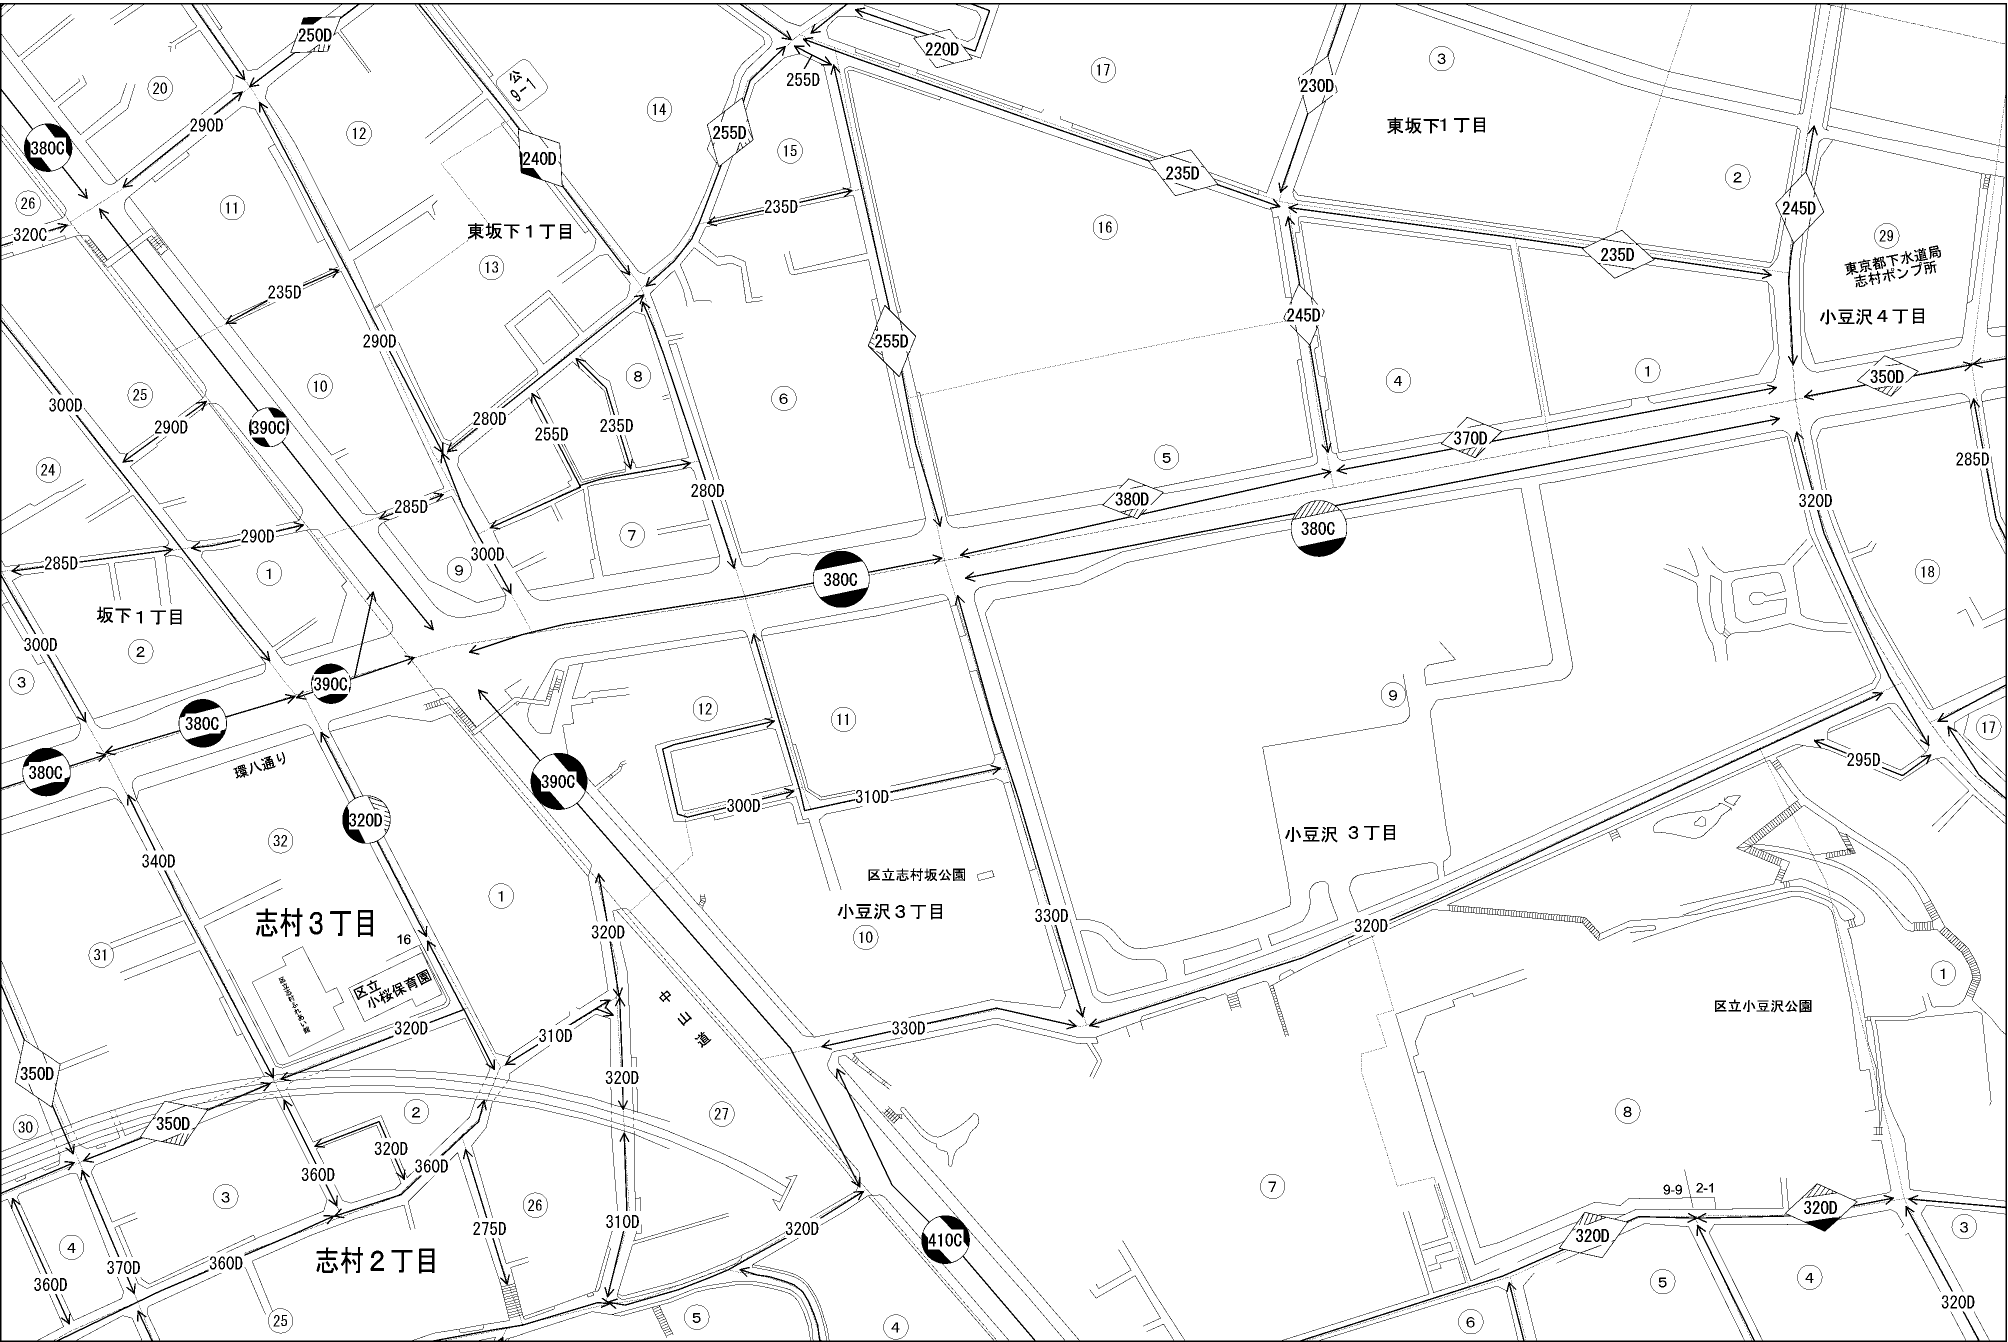 250D
220D
255D
17
3
230D
20
公
9-1
14
東坂下1丁目
290D
12
255D
380C
240D
15
235D
2
26
11
235D
245D
320C
東坂下1丁目
16
29
東京都下水道局
志村ポンプ所
235D
13
235D
245D
小豆沢4丁目
290D
255D
25
10
8
4
1
350D
300D
6
290D
390C
280D
255D
235D
370D
24
5
285D
280D
380D
320D
285D
290D
300D
7
380C
285D
1
9
380C
18
坂下1丁目
300D
2
3
390C
9
380C
12
11
17
環八通り
380C
390C
295D
300D
310D
320D
小豆沢 3丁目
32
340D
区立志村坂公園
1
小豆沢3丁目
330D
志村3丁目
320D
320D
16
10
31
区立
小桜保育園
1
区立小豆沢公園
中
山
道
320D
310D
330D
350D
320D
2
27
8
30
350D
320D
360D
360D
3
26
7
9-9
2-1
275D
310D
320D
320D
320D
3
4
志村2丁目
360D
370D
360D
410C
5
4
320D
25
5
4
6